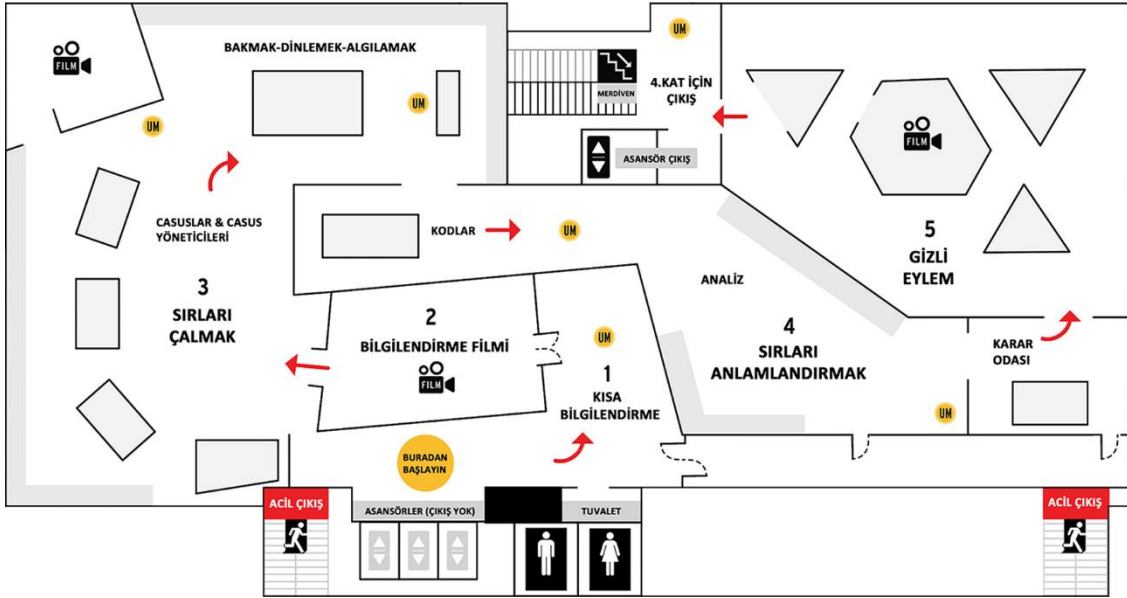 FILM
BAKMAK-DİNLEMEK-ALGILAMAK
UM
UM
CASUSLAR & CASUS
YÖNETİCİLERİ
3
SIRLARI
ÇALMAK
MERDİVEN
UM
4.KAT İÇİN
ÇIKIŞ
ASANSÖR ÇIKIŞ
FILM
5
GİZLİ
EYLEM
KODLAR
UM
ANALİZ
2
BİLGİLENDİRME FİLMİ
FILM
UM
1
KISA
BİLGİLENDİRME
4
SIRLARI
ANLAMLANDIRMAK
UM
KARAR
ODASI
BURADAN
BAŞLAYIN
ACİL ÇIKIŞ
ASANSÖRLER (ÇIKIŞ YOK)
TUVALET
ACİL ÇIKIŞ